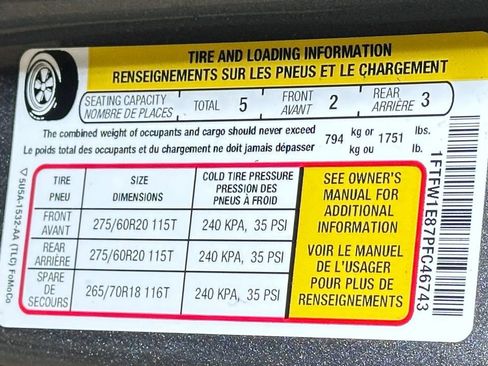 TIRE AND LOADING INFORMATION
RENSEIGNEMENTS SUR LES PNEUS ET LE CHARGEMENT
SEATING CAPACITY
NOMBRE DE PLACES
TOTAL 5
FRONT
AVANT 2
REAR
ARRIÈRE 3
The combined weight of occupants and cargo should never exceed 794 kg or 1751 lbs.
Le poids total des occupants et du chargement ne doit jamais dépasser kg ou lb.
TIRE
PNEU
SIZE
DIMENSIONS
COLD TIRE PRESSURE
PRESSION DES
PNEUS À FROID
FRONT
AVANT
275/60R20 115T
240 KPA, 35 PSI
REAR
ARRIÈRE
275/60R20 115T
240 KPA, 35 PSI
SPARE
DE
SECOURS
265/70R18 116T
240 KPA, 35 PSI
SEE OWNER'S
MANUAL FOR
ADDITIONAL
INFORMATION
VOIR LE MANUEL
DE L'USAGER
POUR PLUS DE
RENSEIGNEMENTS
5U5A-1532-AA (TLC) FoMoCo
1FTFW1E87PFC46743